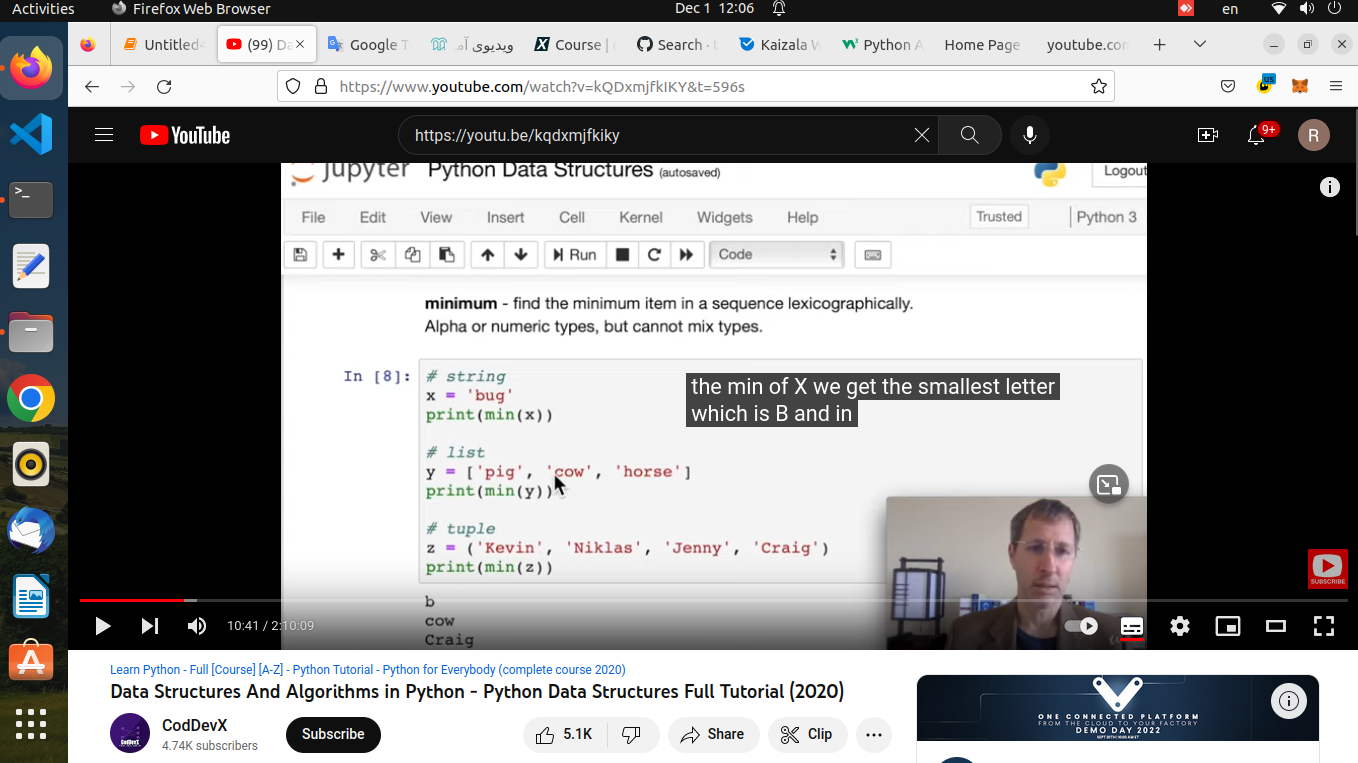 Activities
Firefox Web Browser
Dec 1 12:06
en
Untitled
(99) Da
Google T
ویدیوی آم
Course |
Search ·
Kaizala W
Python A
Home Page
youtube.com
https://www.youtube.com/watch?v=kQDxmjfkIKY&t=596s
us
YouTube
https://youtu.be/kqdxmjfkiky
9+
R
jupyter Python Data Structures (autosaved)
Logout
File Edit View Insert Cell Kernel Widgets Help
Trusted
Python 3
Run
Code
minimum - find the minimum item in a sequence lexicographically.
Alpha or numeric types, but cannot mix types.
In [8]:
# string
x = 'bug'
print(min(x))
# list
y = ['pig', 'cow', 'horse']
print(min(y))
# tuple
z = ('Kevin', 'Niklas', 'Jenny', 'Craig')
print(min(z))
b
cow
Craig
the min of X we get the smallest letter
which is B and in
SUBSCRIBE
10:41 / 2:10:09
Learn Python - Full [Course] [A-Z] - Python Tutorial - Python for Everybody (complete course 2020)
Data Structures And Algorithms in Python - Python Data Structures Full Tutorial (2020)
CodDevX
4.74K subscribers
Subscribe
5.1K
Share
Clip
ONE CONNECTED PLATFORM
FROM THE CLOUD TO YOUR FACTORY
DEMO DAY 2022